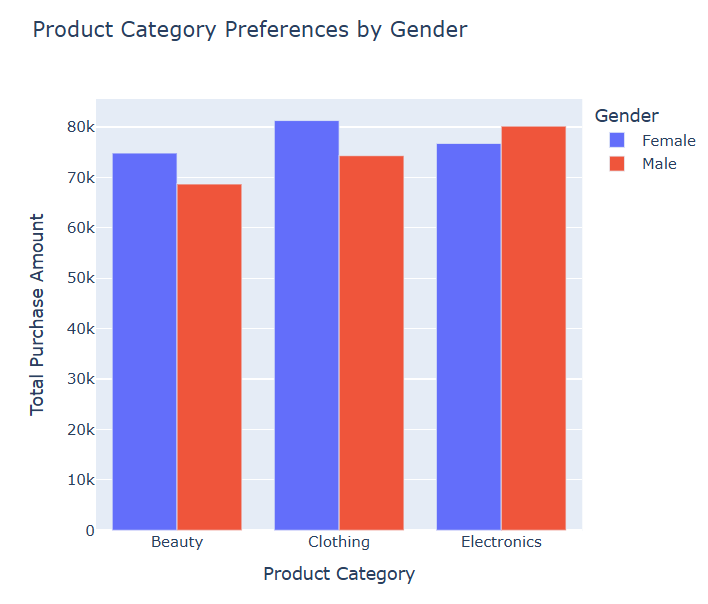 Product Category Preferences by Gender
Gender
Female
Male
Total Purchase Amount
80k
70k
60k
50k
40k
30k
20k
10k
0
Beauty
Clothing
Electronics
Product Category